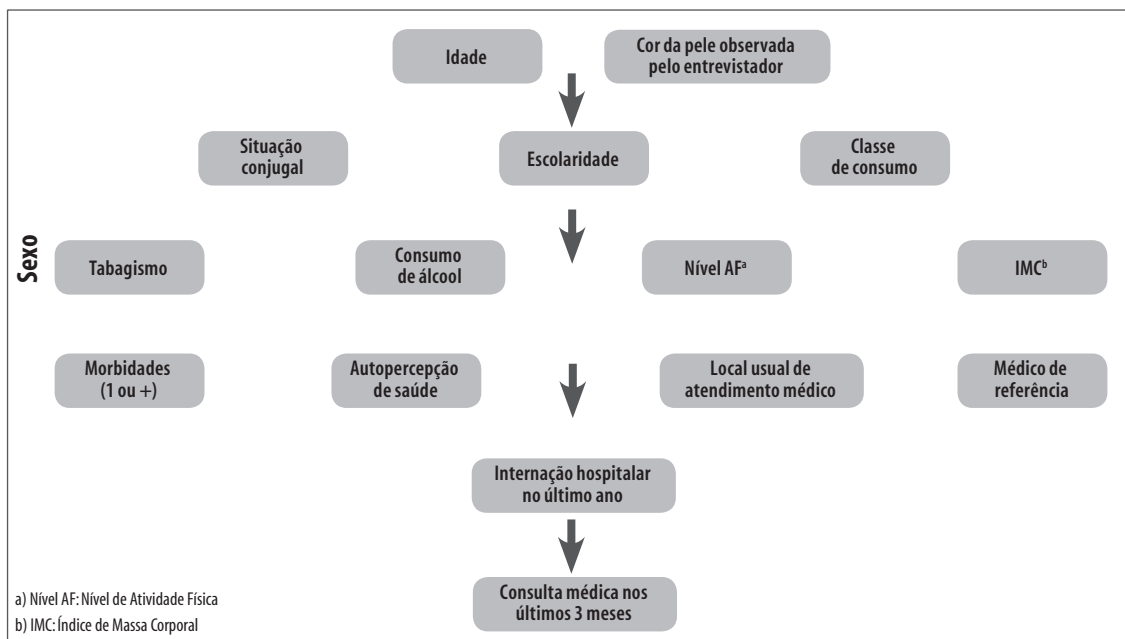 Idade
Cor da pele observada
pelo entrevistador
Situação
conjugal
Escolaridade
Classe
de consumo
Sexo
Tabagismo
Consumo
de álcool
Nível AFª
IMCᵇ
Morbidades
(1 ou +)
Autopercepção
de saúde
Local usual de
atendimento médico
Médico de
referência
Internação hospitalar
no último ano
Consulta médica nos
últimos 3 meses
a) Nível AF: Nível de Atividade Física
b) IMC: Índice de Massa Corporal